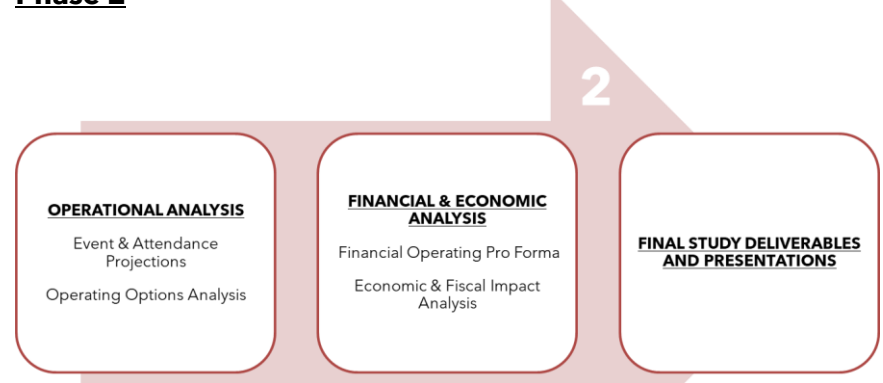 Phase 2
2
OPERATIONAL ANALYSIS
Event & Attendance
Projections
Operating Options Analysis
FINANCIAL & ECONOMIC
ANALYSIS
Financial Operating Pro Forma
Economic & Fiscal Impact
Analysis
FINAL STUDY DELIVERABLES
AND PRESENTATIONS